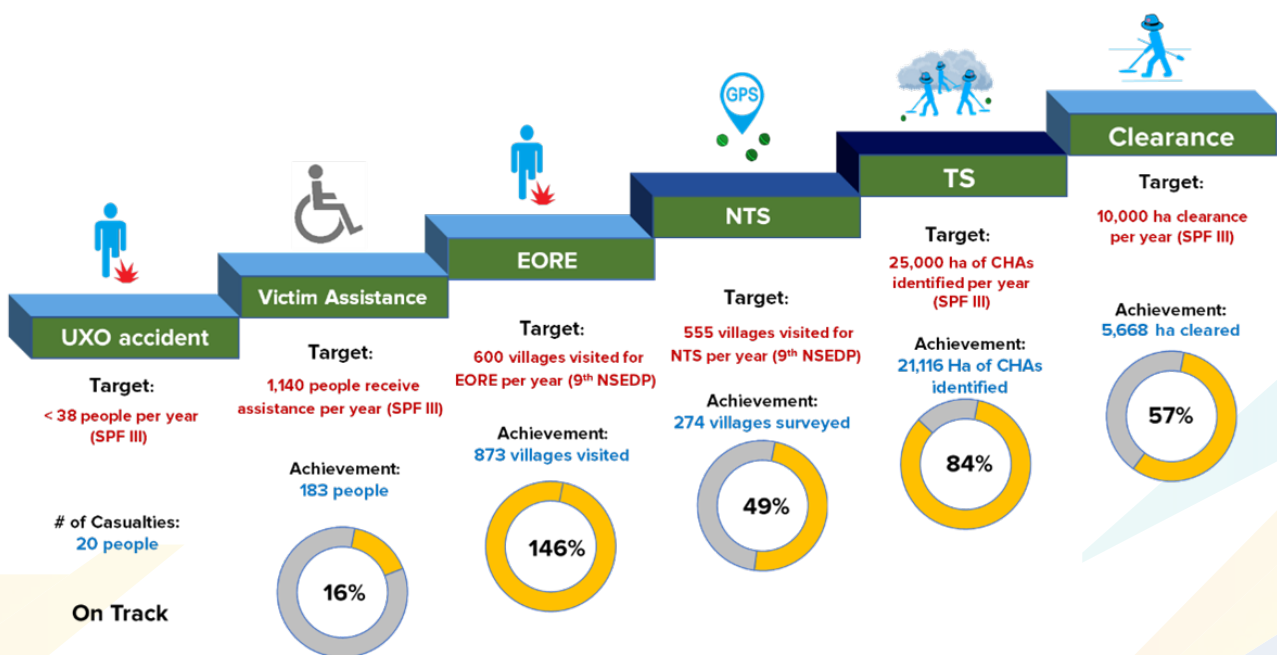 UXO accident
Target:
< 38 people per year
(SPF III)
# of Casualties:
20 people
On Track
Victim Assistance
Target:
1,140 people receive
assistance per year (SPF III)
Achievement:
183 people
16%
EORE
Target:
600 villages visited for
EORE per year (9th NSEDP)
Achievement:
873 villages visited
146%
GPS
NTS
Target:
555 villages visited for
NTS per year (9th NSEDP)
Achievement:
274 villages surveyed
49%
TS
Target:
25,000 ha of CHAs
identified per year
(SPF III)
Achievement:
21,116 Ha of CHAs
identified
84%
Clearance
Target:
10,000 ha clearance
per year (SPF III)
Achievement:
5,668 ha cleared
57%